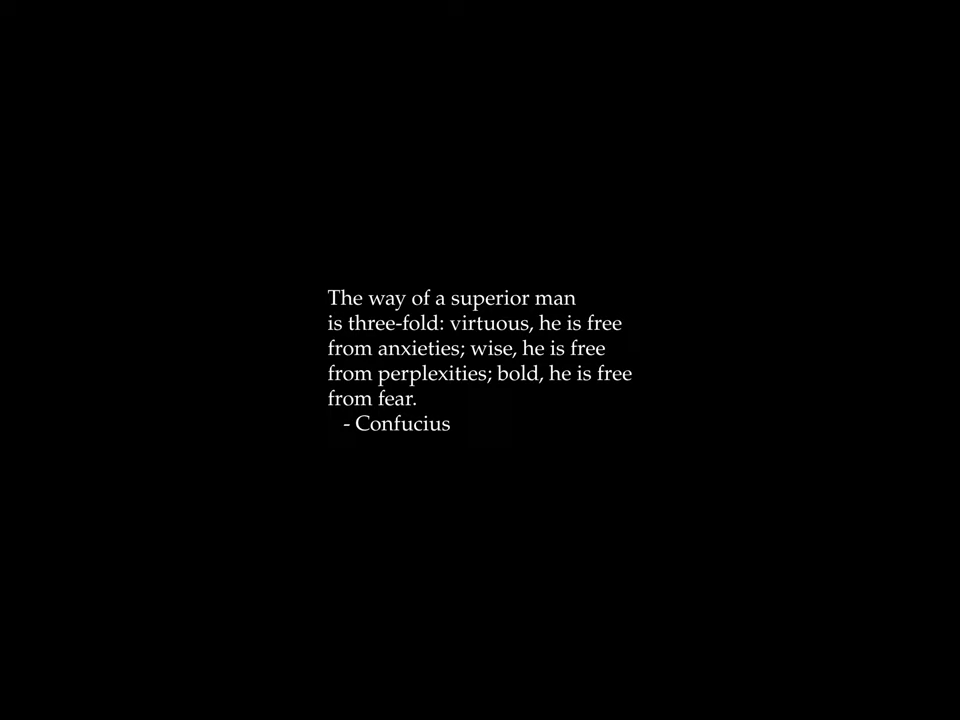 The way of a superior man
is three-fold: virtuous, he is free
from anxieties; wise, he is free
from perplexities; bold, he is free
from fear.
- Confucius